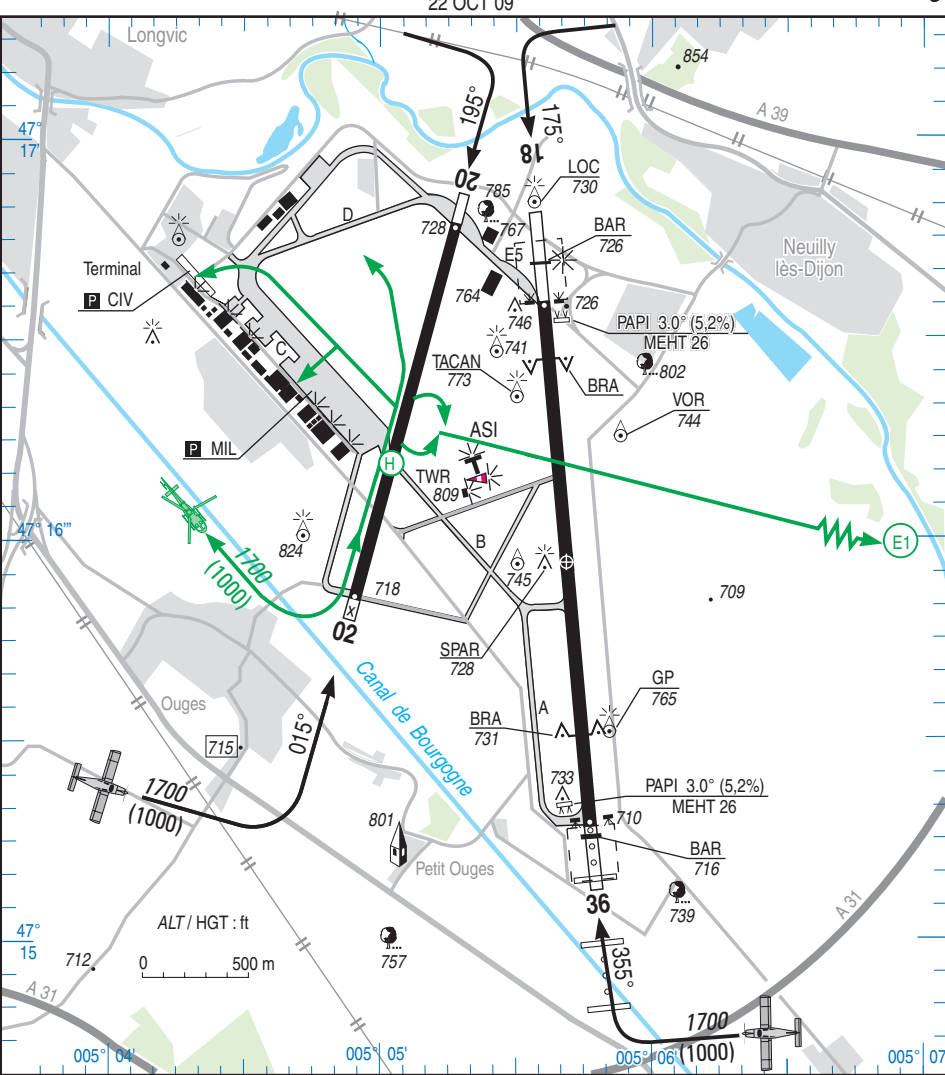 22 OCT 09
Longvic
854
A 39
195°
175°
47°
17'
20
18
LOC
730
785
767
728
D
E5
BAR
726
Neuilly
lès-Dijon
Terminal
P CIV
764
746
726
PAPI 3.0° (5,2%)
MEHT 26
741
C
TACAN
773
802
BRA
VOR
744
P MIL
ASI
H
TWR
809
47° 16'''
824
B
745
E1
1700
(1000)
718
709
02
SPAR
728
Canal de Bourgogne
GP
765
Ouges
015°
A
BRA
731
715
733
PAPI 3.0° (5,2%)
MEHT 26
1700
(1000)
801
710
BAR
716
Petit Ouges
36
739
A 31
ALT / HGT : ft
47°
15
757
355°
712
0 500 m
A 31
1700
(1000)
005° 04'
005° 05'
005° 06'
005° 07
x